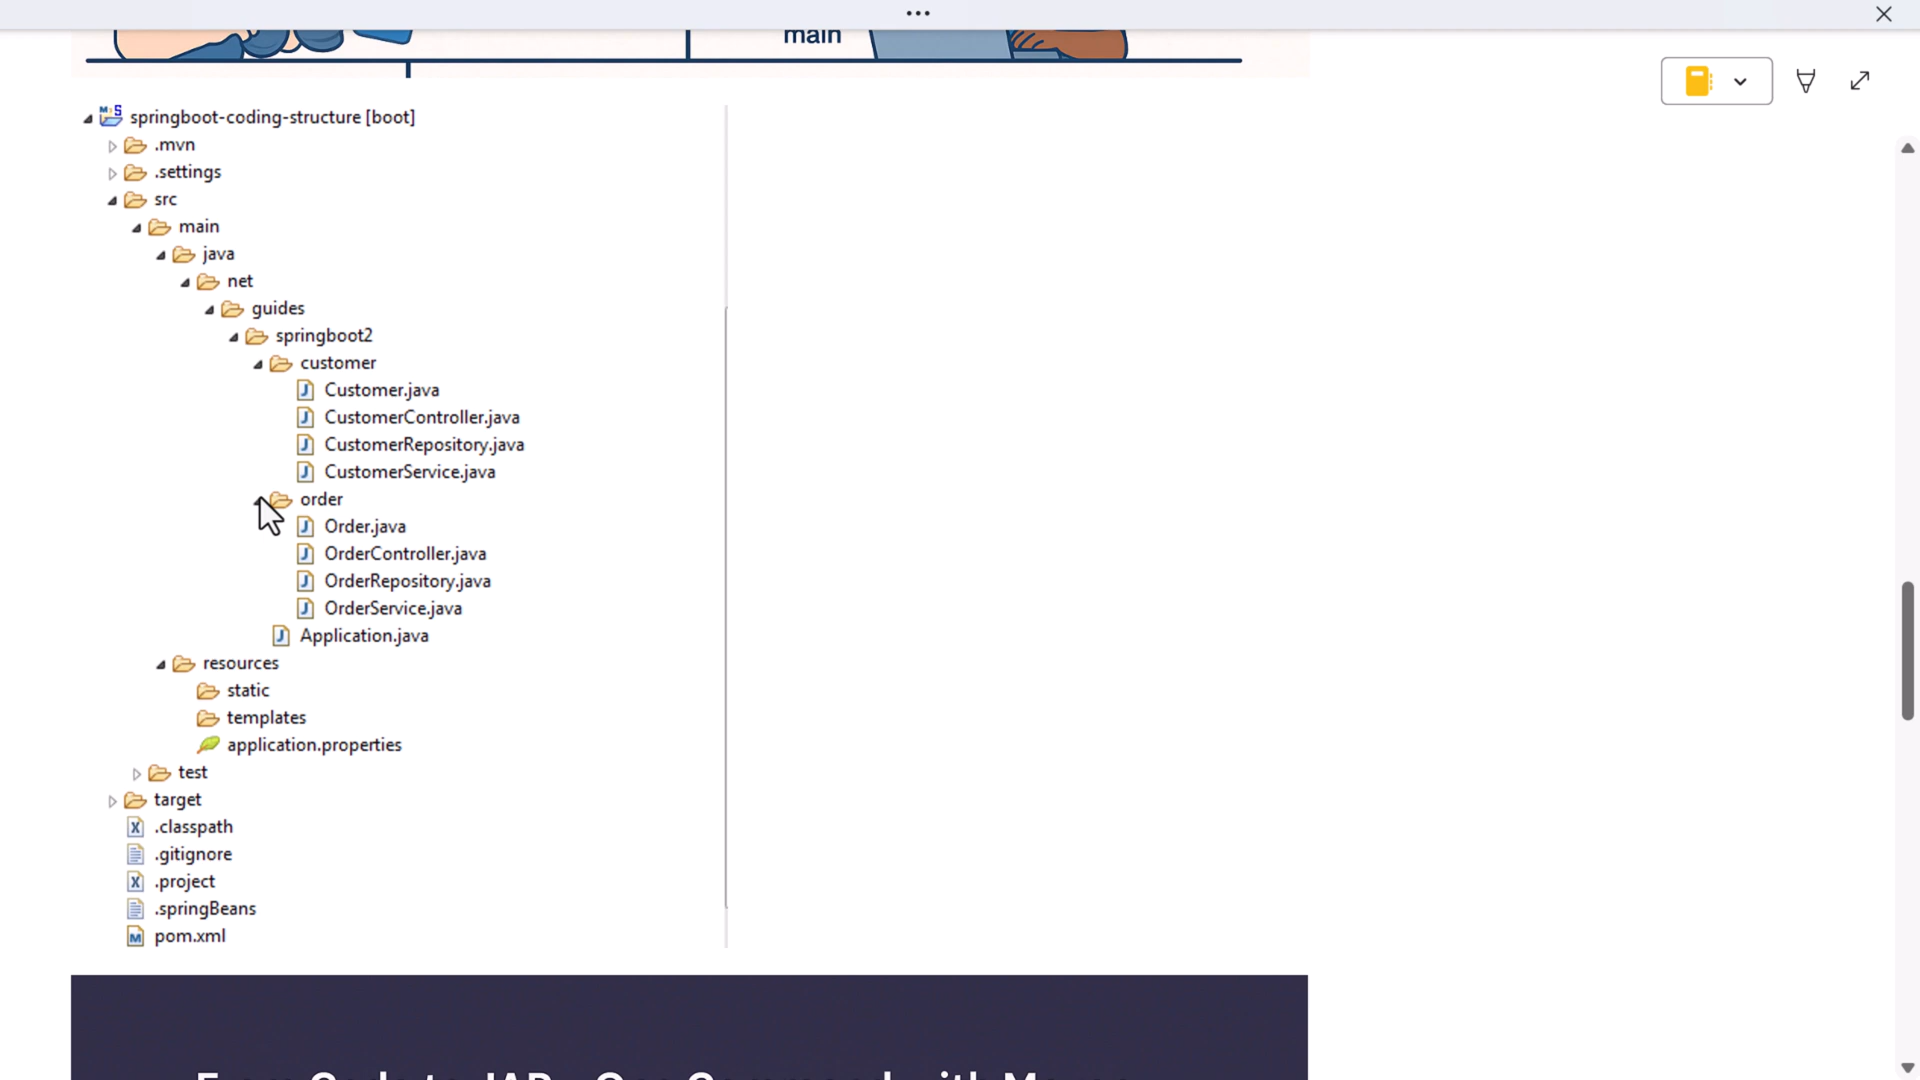 main
springboot-coding-structure [boot]
.mvn
.settings
src
main
java
net
guides
springboot2
customer
Customer.java
CustomerController.java
CustomerRepository.java
CustomerService.java
order
Order.java
OrderController.java
OrderRepository.java
OrderService.java
Application.java
resources
static
templates
application.properties
test
target
.classpath
.gitignore
.project
.springBeans
pom.xml